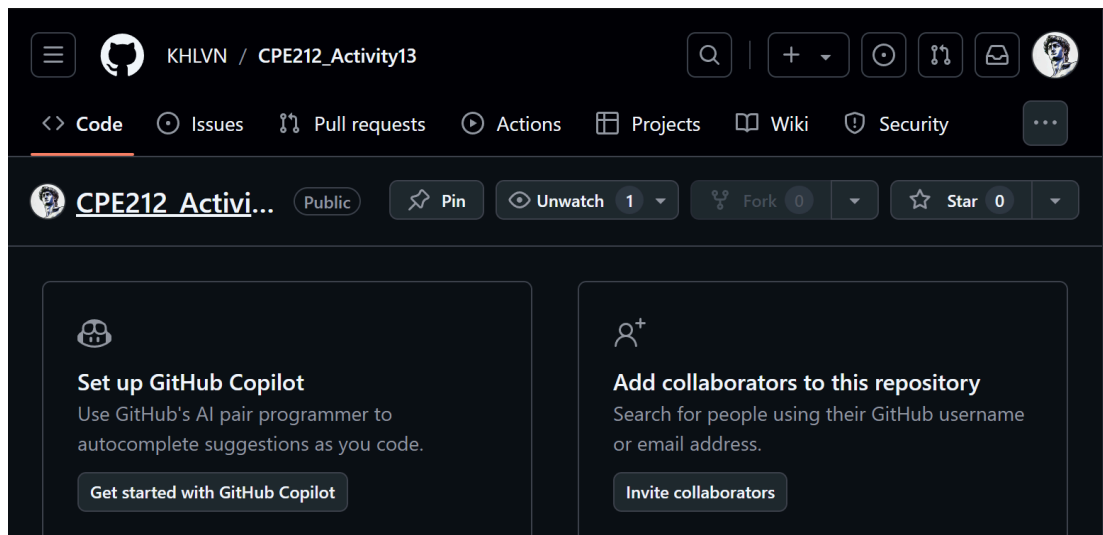 KHLVN / CPE212_Activity13
Code Issues Pull requests Actions Projects Wiki Security
CPE212_Activi... Public Pin Unwatch 1 Fork 0 Star 0
Set up GitHub Copilot
Use GitHub's AI pair programmer to
autocomplete suggestions as you code.
Get started with GitHub Copilot
Add collaborators to this repository
Search for people using their GitHub username
or email address.
Invite collaborators